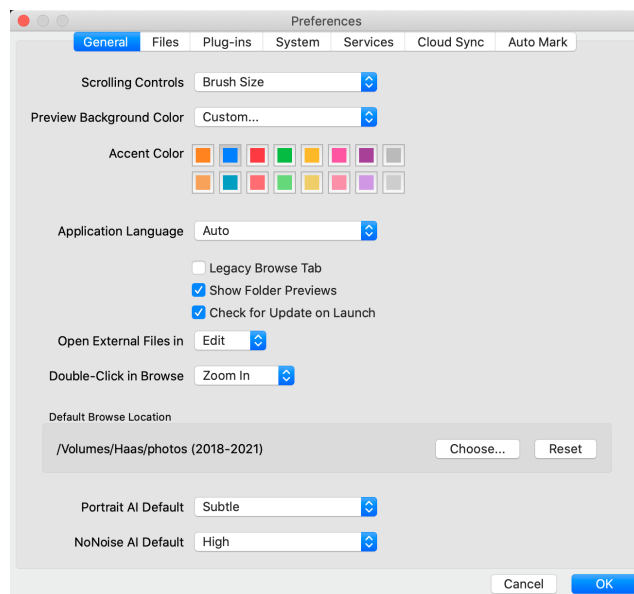 Preferences
General Files Plug-ins System Services Cloud Sync Auto Mark
Scrolling Controls Brush Size
Preview Background Color Custom...
Accent Color
Application Language Auto
Legacy Browse Tab
Show Folder Previews
Check for Update on Launch
Open External Files in Edit
Double-Click in Browse Zoom In
Default Browse Location
/Volumes/Haas/photos (2018-2021) Choose... Reset
Portrait AI Default Subtle
NoNoise AI Default High
Cancel OK